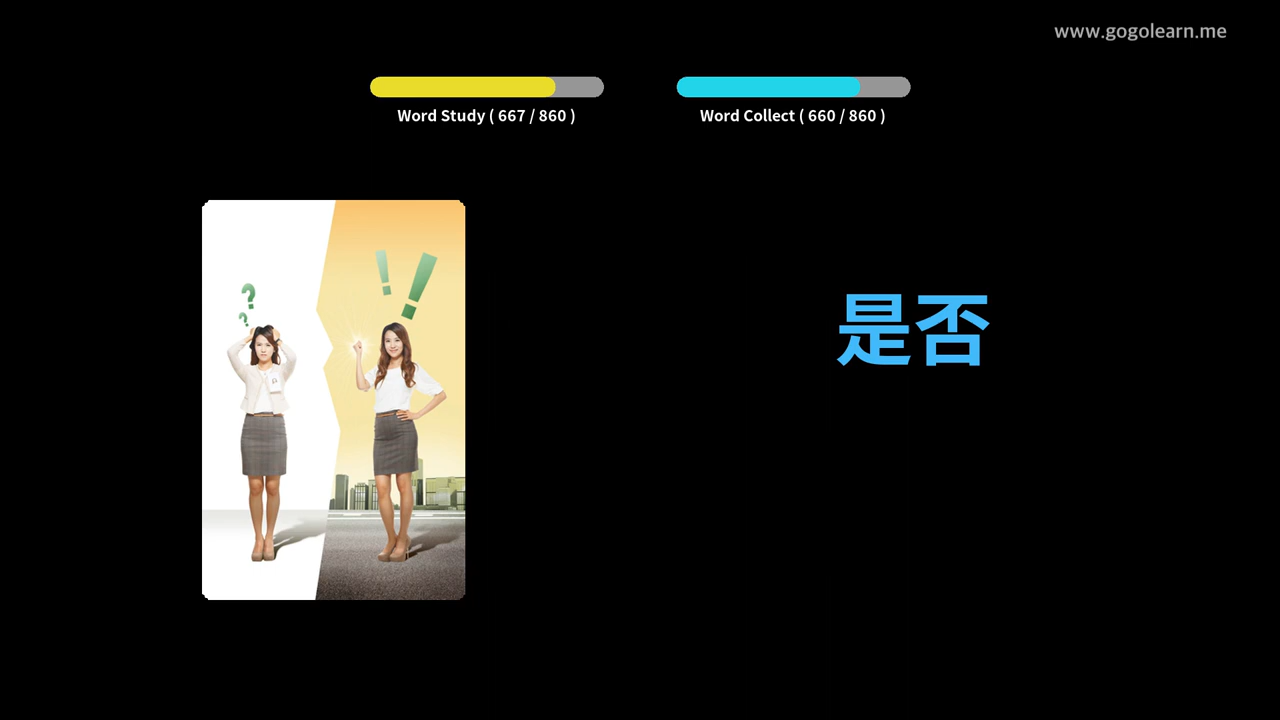 www.gogolearn.me
Word Study ( 667 / 860 )
Word Collect ( 660 / 860 )
? ?
! !
是否